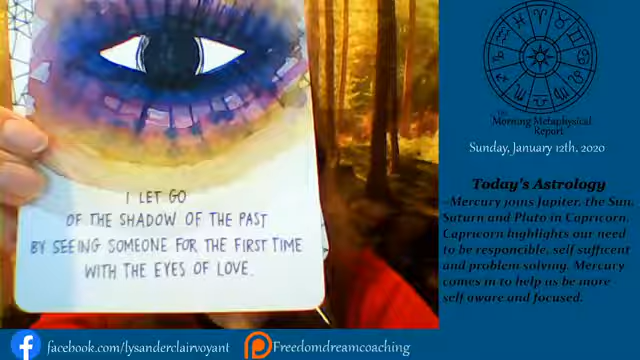 I LET GO
OF THE SHADOW OF THE PAST
BY SEEING SOMEONE FOR THE FIRST TIME
WITH THE EYES OF LOVE.
The
Morning Metaphysical
Report
Sunday, January 12th, 2020
Today's Astrology
~Mercury joins Jupiter, the Sun,
Saturn and Pluto in Capricorn.
Capricorn highlights our need
to be responsible, self sufficent
and problem solving. Mercury
comes in to help us be more
self aware and focused.
facebook.com/lysanderclairvoyant
Freedomdreamcoaching